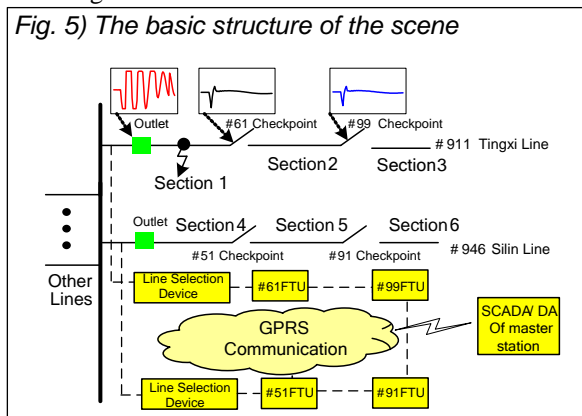 Fig. 5) The basic structure of the scene
Outlet
#61 Checkpoint
#99 Checkpoint
Section2
Section3
#911 Tingxi Line
Section 1
Outlet
Section4
Section5
Section6
#51 Checkpoint
#91 Checkpoint
#946 Silin Line
Other
Lines
Line Selection
Device
#61FTU
#99FTU
GPRS
Communication
SCADA/ DA
Of master
station
Line Selection
Device
#51FTU
#91FTU